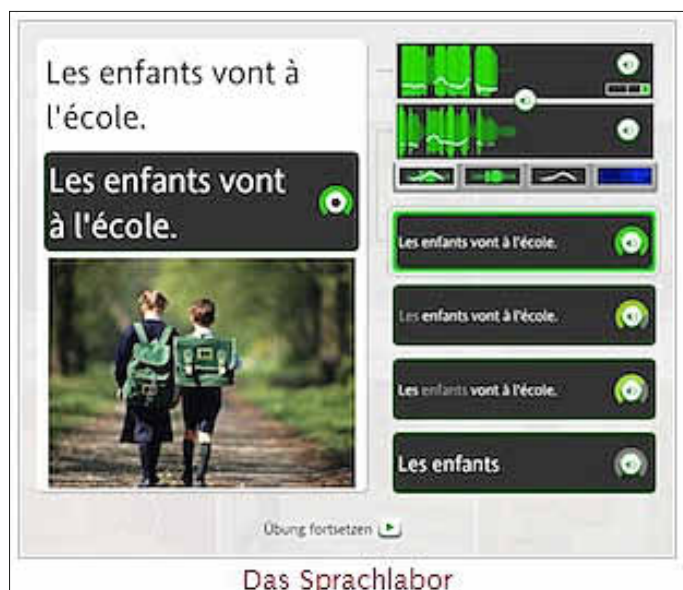 Les enfants vont à
l'école.
Les enfants vont
à l'école.
Les enfants vont à l'école.
Les enfants vont à l'école.
Les enfants vont à l'école.
Les enfants
Übung fortsetzen
Das Sprachlabor